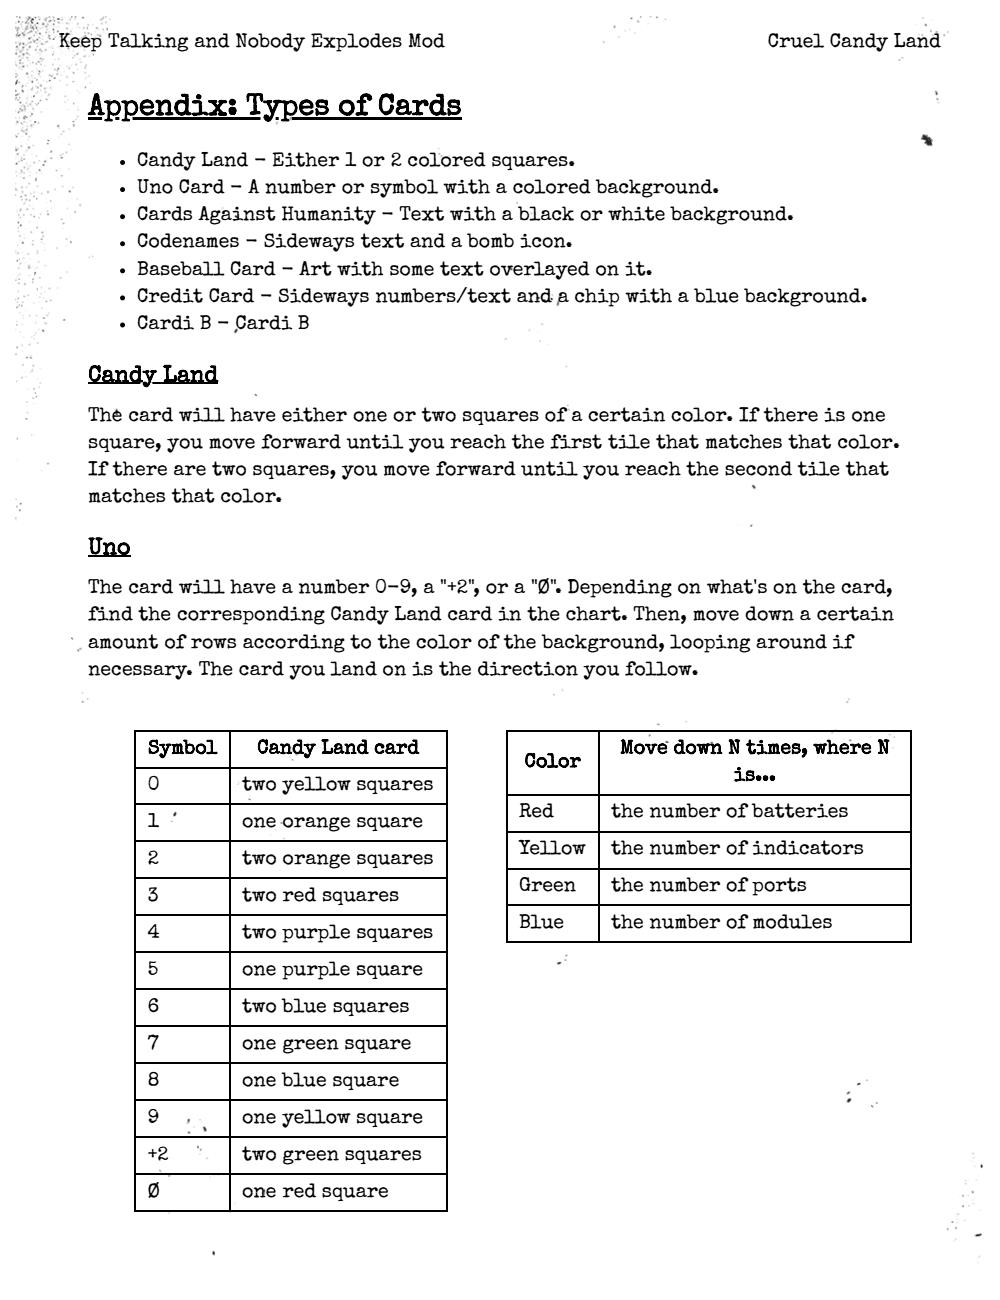 Keep Talking and Nobody Explodes Mod Cruel Candy Land
Appendix: Types of Cards
• Candy Land – Either 1 or 2 colored squares.
• Uno Card – A number or symbol with a colored background.
• Cards Against Humanity – Text with a black or white background.
• Codenames – Sideways text and a bomb icon.
• Baseball Card – Art with some text overlayed on it.
• Credit Card – Sideways numbers/text and a chip with a blue background.
• Cardi B – Cardi B
Candy Land
The card will have either one or two squares of a certain color. If there is one
square, you move forward until you reach the first tile that matches that color.
If there are two squares, you move forward until you reach the second tile that
matches that color.
Uno
The card will have a number 0-9, a "+2", or a "Ø". Depending on what's on the card,
find the corresponding Candy Land card in the chart. Then, move down a certain
amount of rows according to the color of the background, looping around if
necessary. The card you land on is the direction you follow.
Symbol Candy Land card
0 two yellow squares
1 one orange square
2 two orange squares
3 two red squares
4 two purple squares
5 one purple square
6 two blue squares
7 one green square
8 one blue square
9 one yellow square
+2 two green squares
Ø one red square
Color Move down N times, where N
is...
Red the number of batteries
Yellow the number of indicators
Green the number of ports
Blue the number of modules